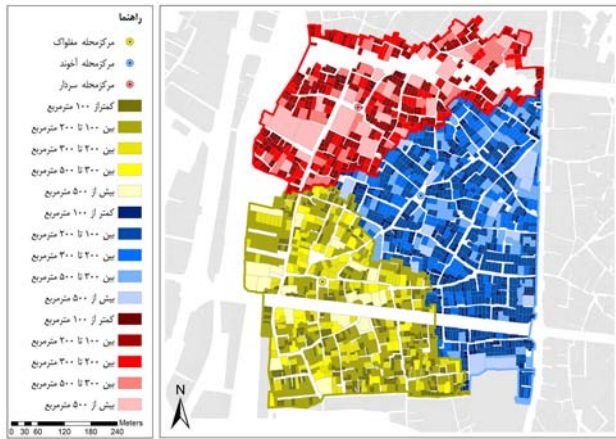 راهنما
مرکزمحله مغلواک
مرکزمحله آخوند
مرکزمحله سردار
کمتراز ۱۰۰ مترمربع
بین ۱۰۰ تا ۲۰۰ مترمربع
بین ۲۰۰ تا ۳۰۰ مترمربع
بین ۳۰۰ تا ۵۰۰ مترمربع
بیش از ۵۰۰ مترمربع
کمتر از ۱۰۰ مترمربع
بین ۱۰۰ تا ۲۰۰ مترمربع
بین ۲۰۰ تا ۳۰۰ مترمربع
بین ۳۰۰ تا ۵۰۰ مترمربع
بیش از ۵۰۰ مترمربع
کمتر از ۱۰۰ مترمربع
بین ۱۰۰ تا ۲۰۰ مترمربع
بین ۲۰۰ تا ۳۰۰ مترمربع
بین ۳۰۰ تا ۵۰۰ مترمربع
بیش از ۵۰۰ مترمربع
Meters
0 30 60 120 180 240
N